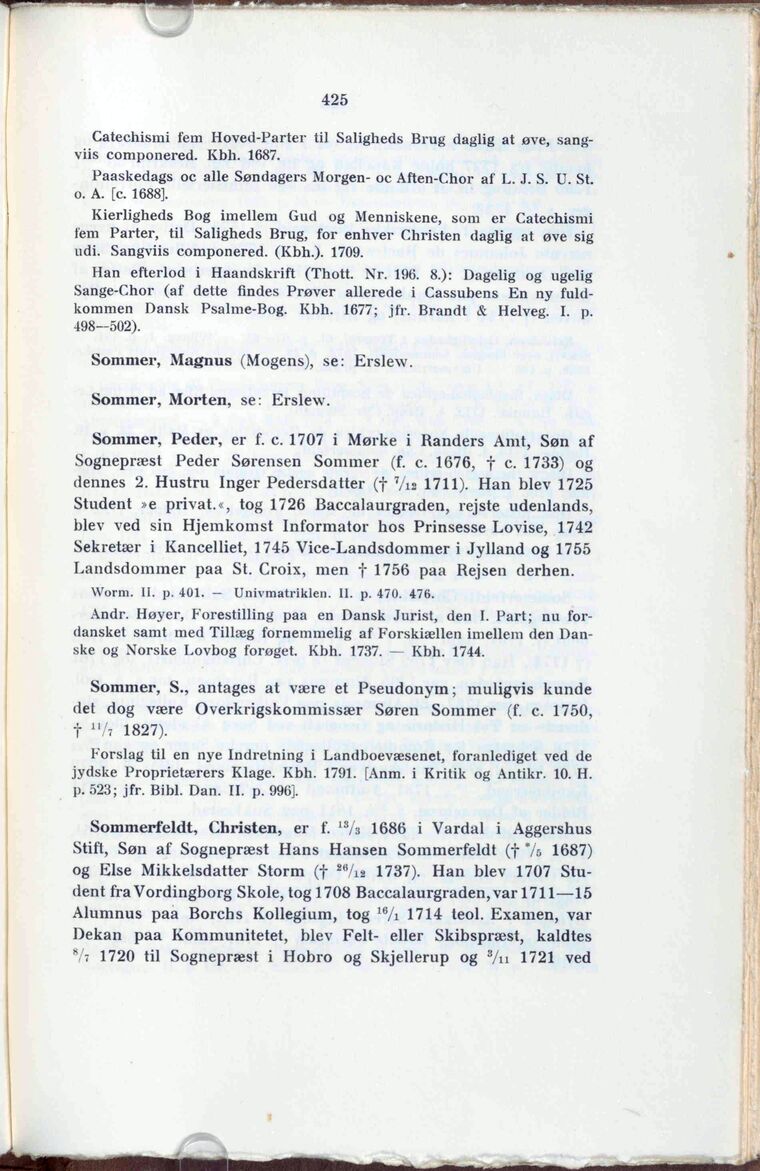 425
Catechismi fem Hoved-Parter til Saligheds Brug daglig at øve, sang-
viis componered. Kbh. 1687.
Paaskedags oc alle Søndagers Morgen- oc Aften-Chor af L. J. S. U. St.
o. A. [c. 1688].
Kierligheds Bog imellem Gud og Menniskene, som er Catechismi
fem Parter, til Saligheds Brug, for enhver Christen daglig at øve sig
udi. Sangviis componered. (Kbh.). 1709.
Han efterlod i Haandskrift (Thott. Nr. 196. 8.): Dagelig og ugelig
Sange-Chor (af dette findes Prøver allerede i Cassubens En ny fuld-
kommen Dansk Psalme-Bog. Kbh. 1677; jfr. Brandt & Helveg. I. p.
498—502).
Sommer, Magnus (Mogens), se: Erslew.
Sommer, Morten, se: Erslew.
Sommer, Peder, er f. c. 1707 i Mørke i Randers Amt, Søn af
Sognepræst Peder Sørensen Sommer (f. c. 1676, † c. 1733) og
dennes 2. Hustru Inger Pedersdatter († 7/12 1711). Han blev 1725
Student »e privat.«, tog 1726 Baccalaurgraden, rejste udenlands,
blev ved sin Hjemkomst Informator hos Prinsesse Lovise, 1742
Sekretær i Kancelliet, 1745 Vice-Landsdommer i Jylland og 1755
Landsdommer paa St. Croix, men † 1756 paa Rejsen derhen.
Worm. II. p. 401. — Univmatriklen. II. p. 470. 476.
Andr. Høyer, Forestilling paa en Dansk Jurist, den I. Part; nu for-
dansket samt med Tillæg fornemmelig af Forskiællen imellem den Dan-
ske og Norske Lovbog forøget. Kbh. 1737. — Kbh. 1744.
Sommer, S., antages at være et Pseudonym; muligvis kunde
det dog være Overkrigskommissær Søren Sommer (f. c. 1750,
† 11/7 1827).
Forslag til en nye Indretning i Landboevæsenet, foranlediget ved de
jydske Proprietærers Klage. Kbh. 1791. [Anm. i Kritik og Antikr. 10. H.
p. 523; jfr. Bibl. Dan. II. p. 996].
Sommerfeldt, Christen, er f. 13/3 1686 i Vardal i Aggershus
Stift, Søn af Sognepræst Hans Hansen Sommerfeldt († /5 1687)
og Else Mikkelsdatter Storm († 26/12 1737). Han blev 1707 Stu-
dent fra Vordingborg Skole, tog 1708 Baccalaurgraden, var 1711—15
Alumnus paa Borchs Kollegium, tog 16/1 1714 teol. Examen, var
Dekan paa Kommunitetet, blev Felt- eller Skibspræst, kaldtes
8/7 1720 til Sognepræst i Hobro og Skjellerup og 3/11 1721 ved